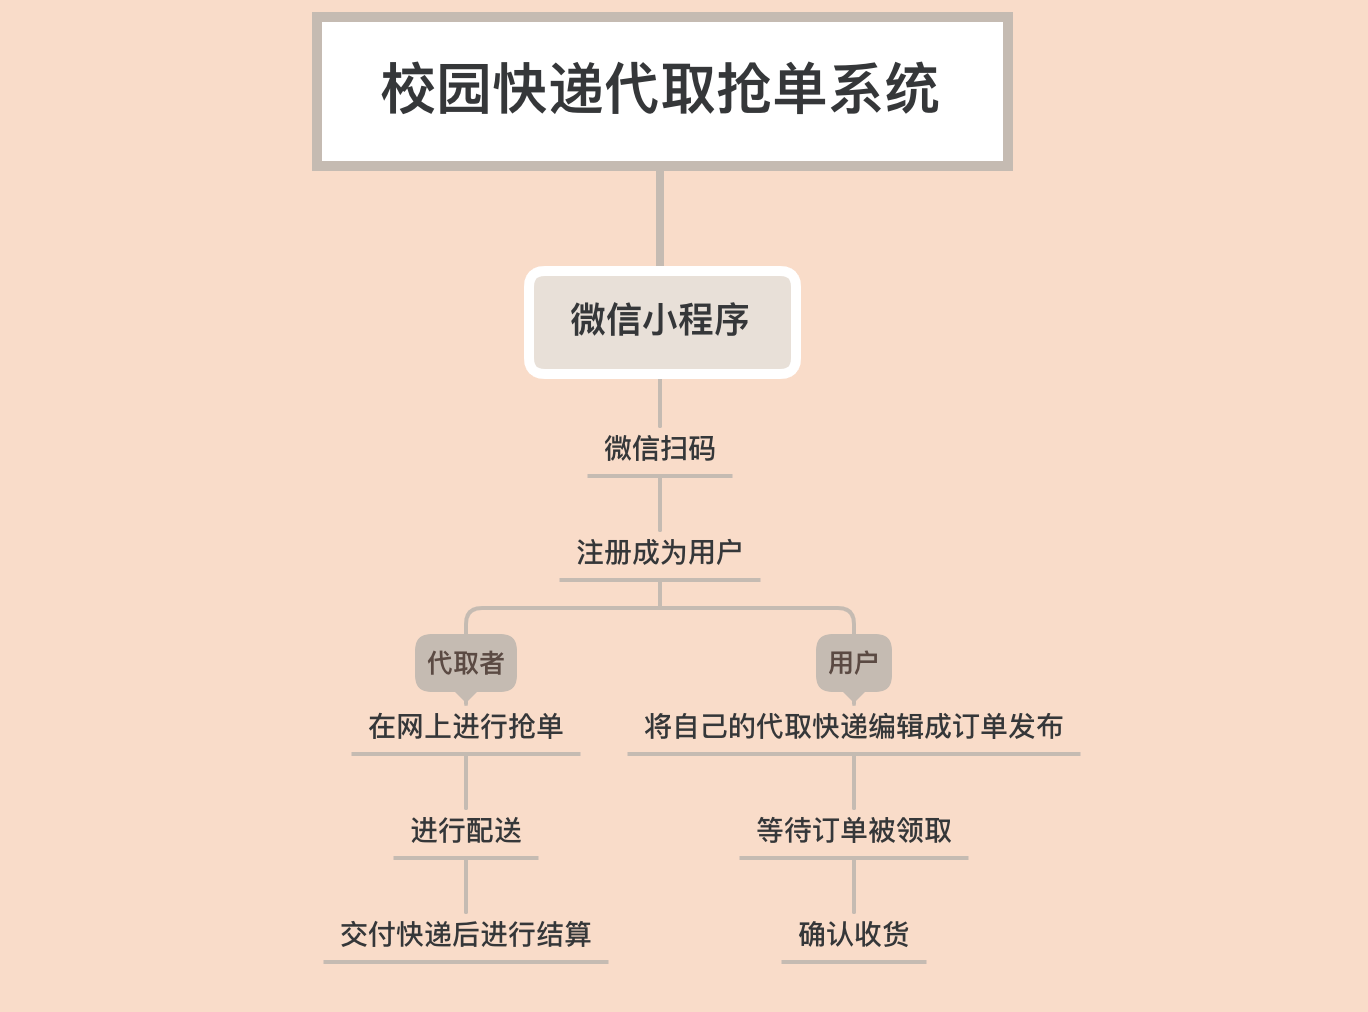 校园快递代取抢单系统
微信小程序
微信扫码
注册成为用户
代取者
在网上进行抢单
进行配送
交付快递后进行结算
用户
将自己的代取快递编辑成订单发布
等待订单被领取
确认收货